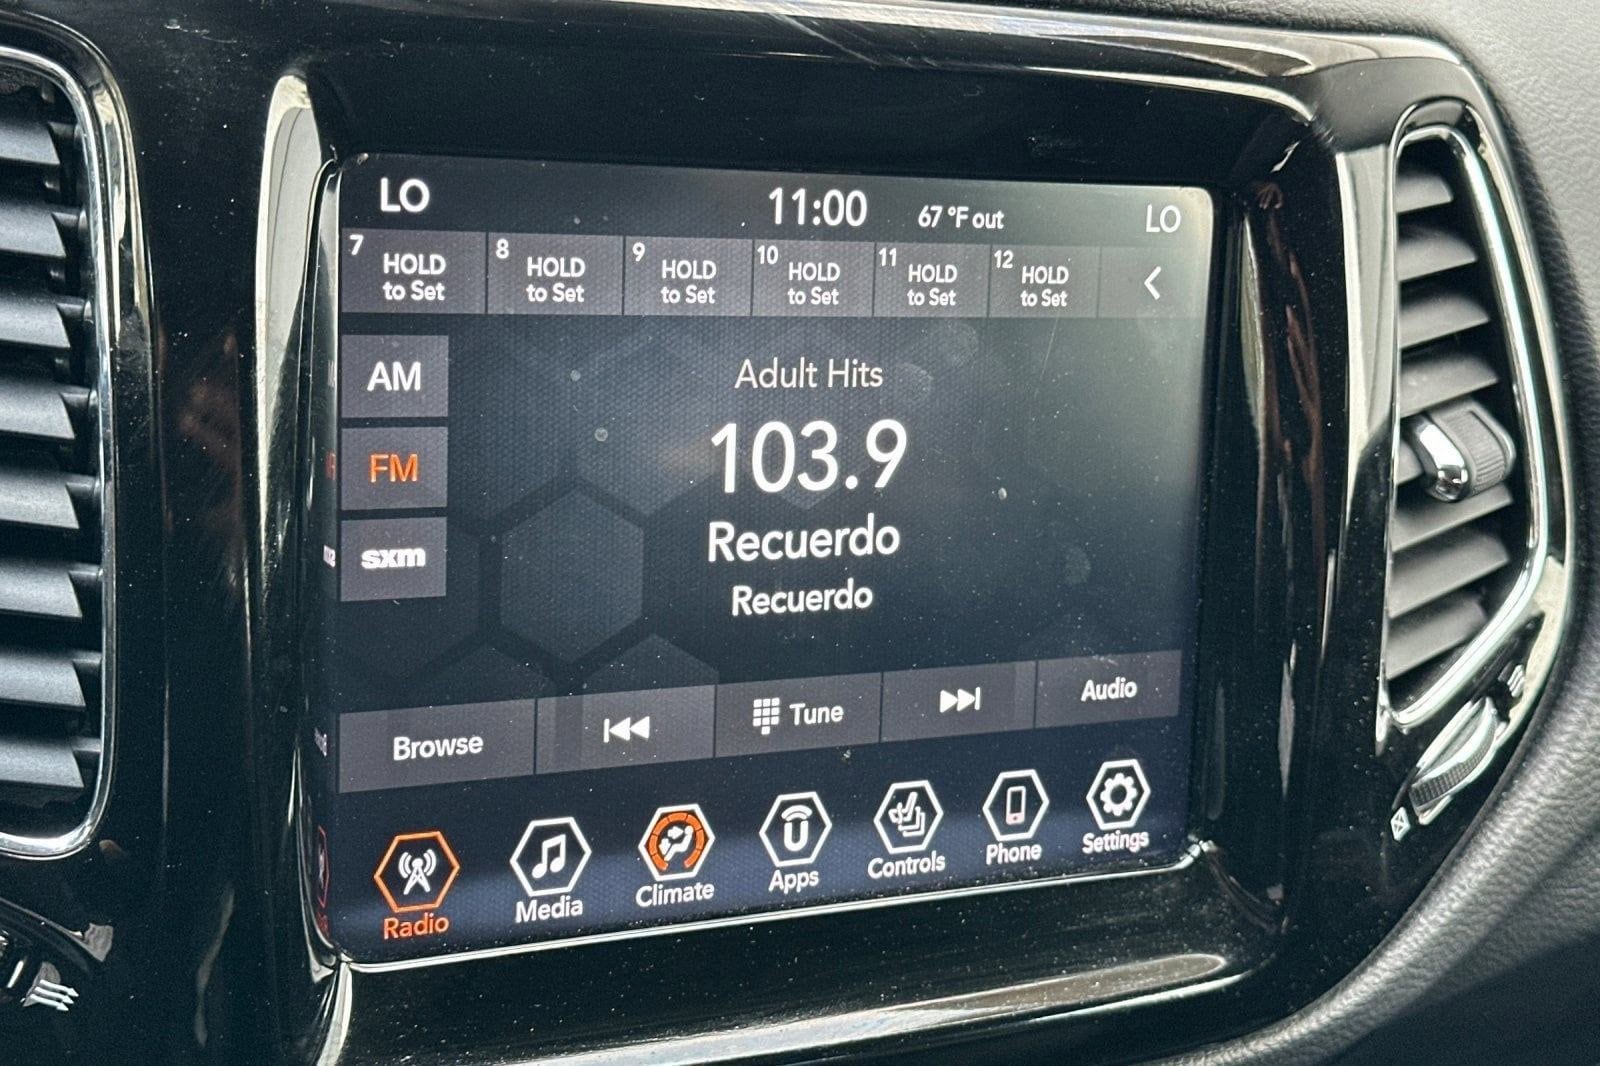 LO 11:00 67 °F out LO
7 HOLD to Set
8 HOLD to Set
9 HOLD to Set
10 HOLD to Set
11 HOLD to Set
12 HOLD to Set
AM
FM
sxm
Adult Hits
103.9
Recuerdo
Recuerdo
Browse
Tune
Audio
Radio
Media
Climate
Apps
Controls
Phone
Settings